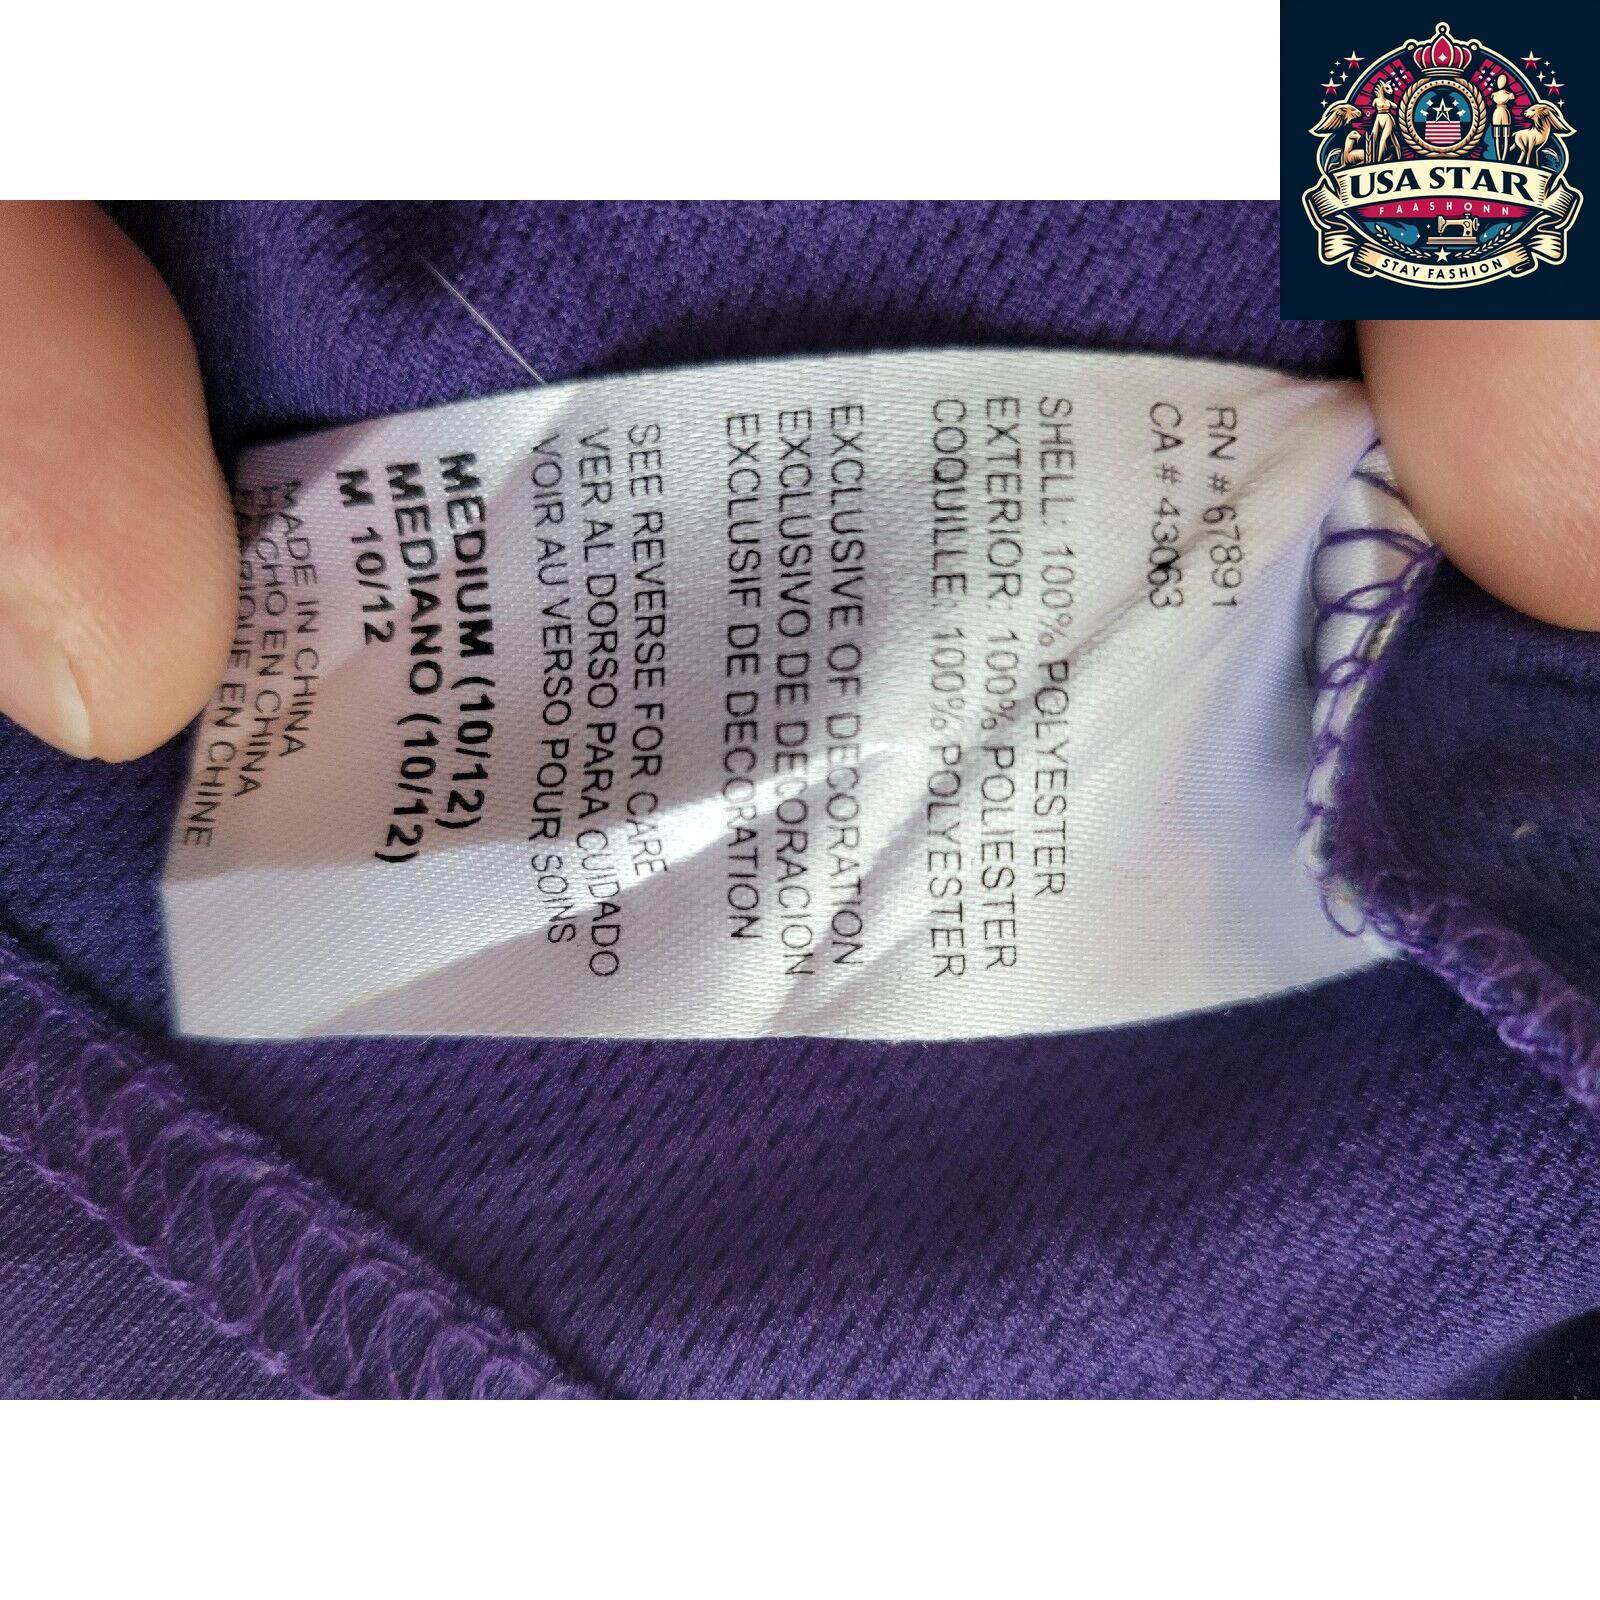 RN # 67891
CA # 43063
SHELL: 100% POLYESTER
EXTERIOR: 100% POLIESTER
COQUILLE: 100% POLYESTER
EXCLUSIVE OF DECORATION
EXCLUSIVO DE DECORACION
EXCLUSIF DE DECORATION
SEE REVERSE FOR CARE
VER AL DORSO PARA CUIDADO
VOIR AU VERSO POUR SOINS
MEDIUM (10/12)
MEDIANO (10/12)
M 10/12
MADE IN CHINA
HECHO EN CHINA
EN CHINE
USA STAR
FAASHONN
STAY FASHION